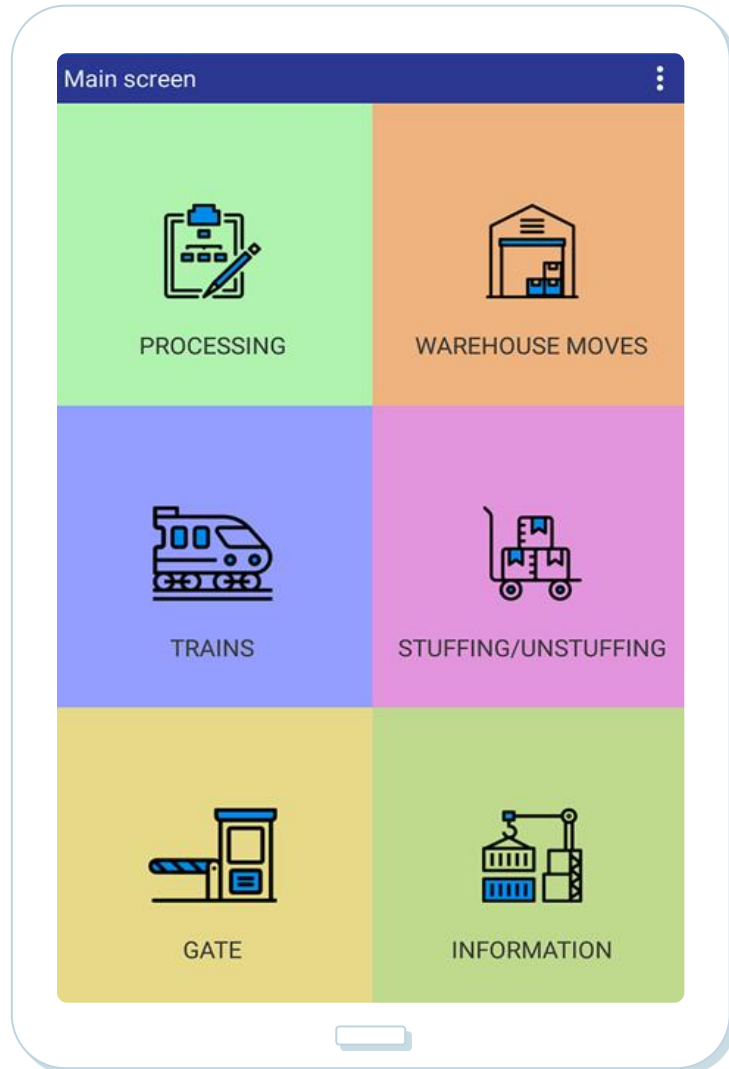 Main screen
PROCESSING
WAREHOUSE MOVES
TRAINS
STUFFING/UNSTUFFING
GATE
INFORMATION